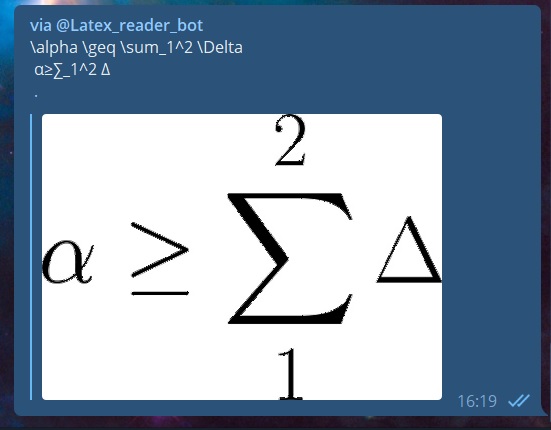 via @Latex_reader_bot
\alpha \geq \sum_1^2 \Delta
α≥∑_1^2 Δ
.
2
α ≥ ∑ Δ
1
16:19